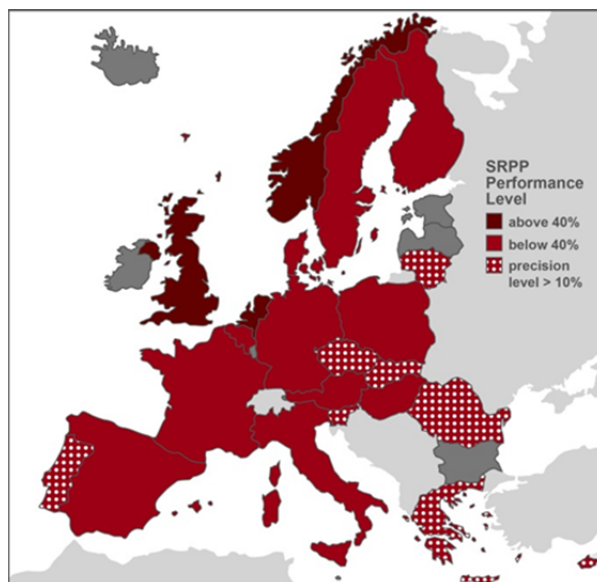 SRPP
Performance
Level
above 40%
below 40%
precision
level > 10%